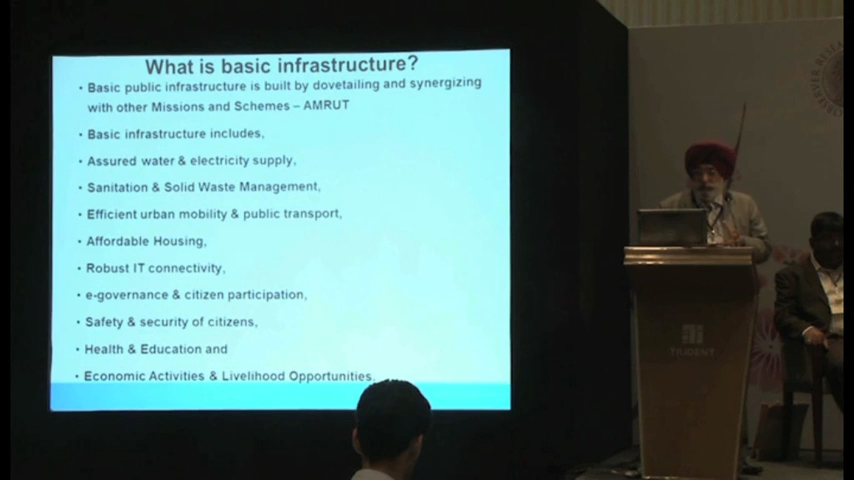 What is basic infrastructure?
• Basic public infrastructure is built by dovetailing and synergizing
with other Missions and Schemes – AMRUT
• Basic infrastructure includes,
• Assured water & electricity supply,
• Sanitation & Solid Waste Management,
• Efficient urban mobility & public transport,
• Affordable Housing,
• Robust IT connectivity,
• e-governance & citizen participation,
• Safety & security of citizens,
• Health & Education and
• Economic Activities & Livelihood Opportunities.
TRIDENT
OBSERVER RESEAR